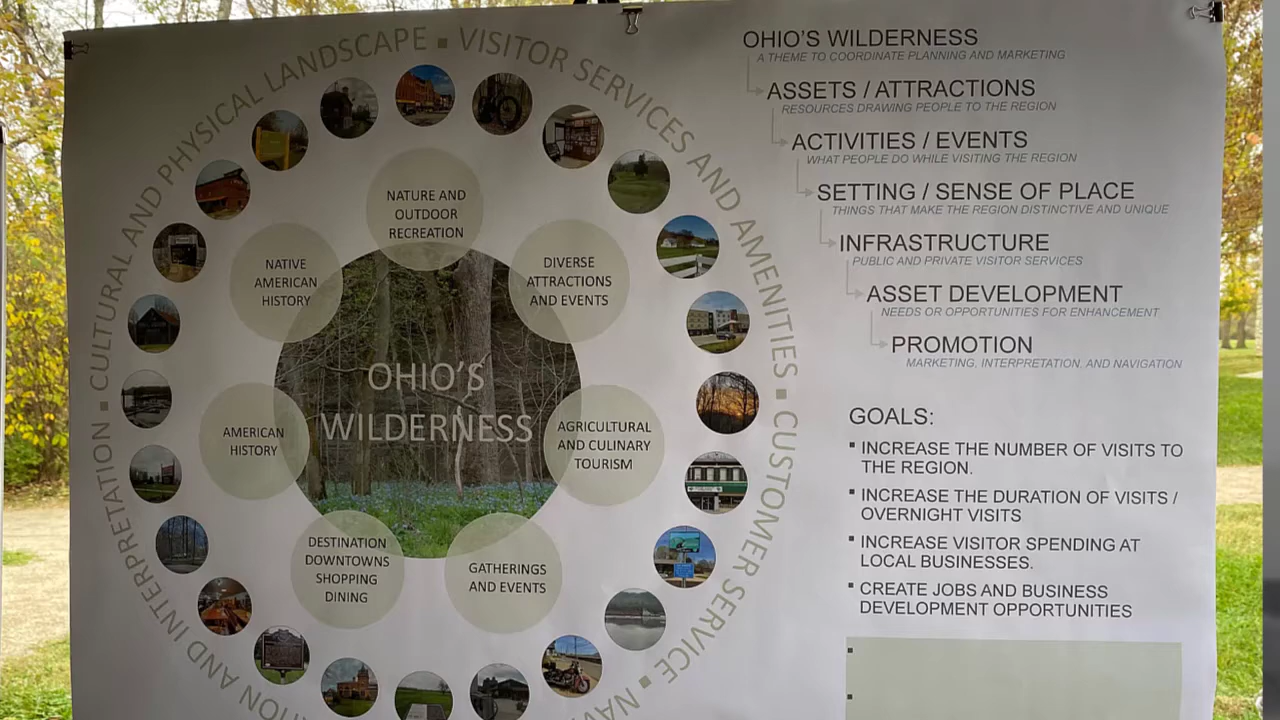 CULTURAL AND PHYSICAL LANDSCAPE ▪ VISITOR SERVICES AND AMENITIES ▪ CUSTOMER SERVICE ▪
TION AND INTERPRETATION ▪
NATURE AND
OUTDOOR
RECREATION
NATIVE
AMERICAN
HISTORY
DIVERSE
ATTRACTIONS
AND EVENTS
OHIO'S
WILDERNESS
AMERICAN
HISTORY
AGRICULTURAL
AND CULINARY
TOURISM
DESTINATION
DOWNTOWNS
SHOPPING
DINING
GATHERINGS
AND EVENTS
OHIO'S WILDERNESS
A THEME TO COORDINATE PLANNING AND MARKETING
ASSETS / ATTRACTIONS
RESOURCES DRAWING PEOPLE TO THE REGION
ACTIVITIES / EVENTS
WHAT PEOPLE DO WHILE VISITING THE REGION
SETTING / SENSE OF PLACE
THINGS THAT MAKE THE REGION DISTINCTIVE AND UNIQUE
INFRASTRUCTURE
PUBLIC AND PRIVATE VISITOR SERVICES
ASSET DEVELOPMENT
NEEDS OR OPPORTUNITIES FOR ENHANCEMENT
PROMOTION
MARKETING, INTERPRETATION, AND NAVIGATION
GOALS:
▪ INCREASE THE NUMBER OF VISITS TO
THE REGION.
▪ INCREASE THE DURATION OF VISITS /
OVERNIGHT VISITS
▪ INCREASE VISITOR SPENDING AT
LOCAL BUSINESSES.
▪ CREATE JOBS AND BUSINESS
DEVELOPMENT OPPORTUNITIES